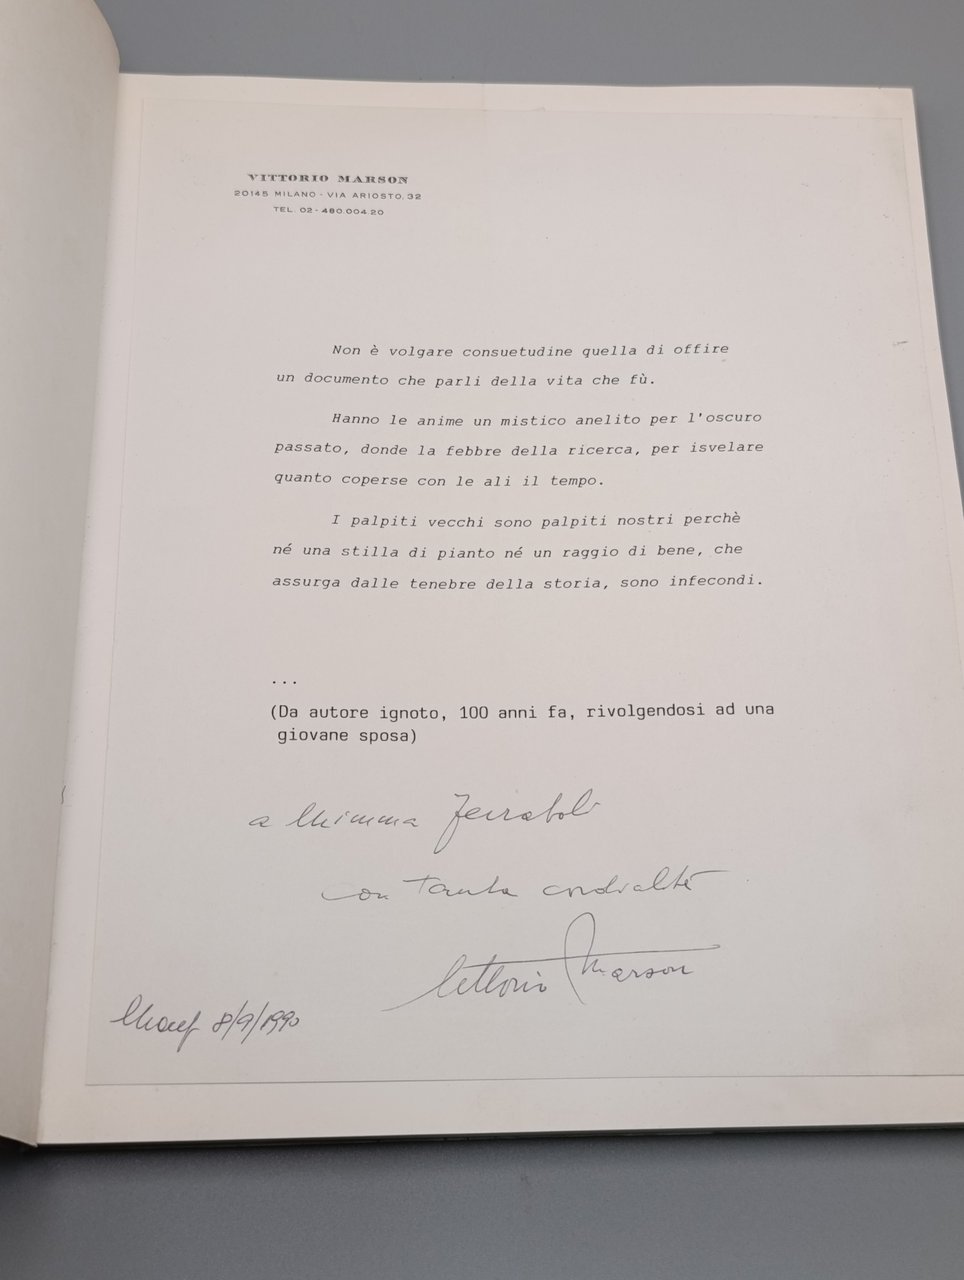 VITTORIO MARSON
20145 MILANO - VIA ARIOSTO, 32
TEL. 02 - 480.004.20
Non è volgare consuetudine quella di offire
un documento che parli della vita che fù.
Hanno le anime un mistico anelito per l'oscuro
passato, donde la febbre della ricerca, per isvelare
quanto coperse con le ali il tempo.
I palpiti vecchi sono palpiti nostri perchè
né una stilla di pianto né un raggio di bene, che
assurga dalle tenebre della storia, sono infecondi.
...
(Da autore ignoto, 100 anni fa, rivolgendosi ad una
giovane sposa)
a Mimma
con tanta cordialità
Vittorio Marson
8/9/1990